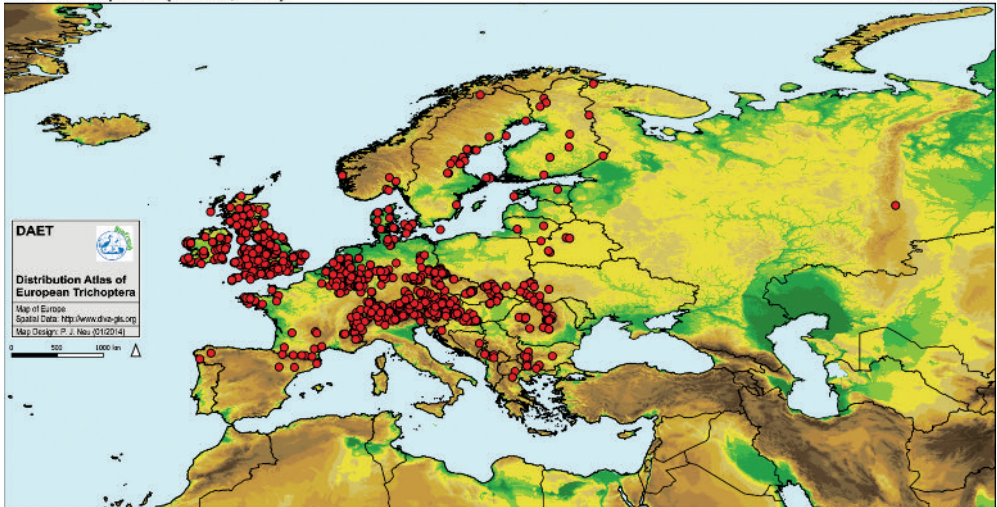 DAET
Distribution Atlas of
European Trichoptera
Map of Europe
Spatial Data: http://www.diva-gis.org
Map Design: P. J. Neu (01/2014)
0 500 1000 km